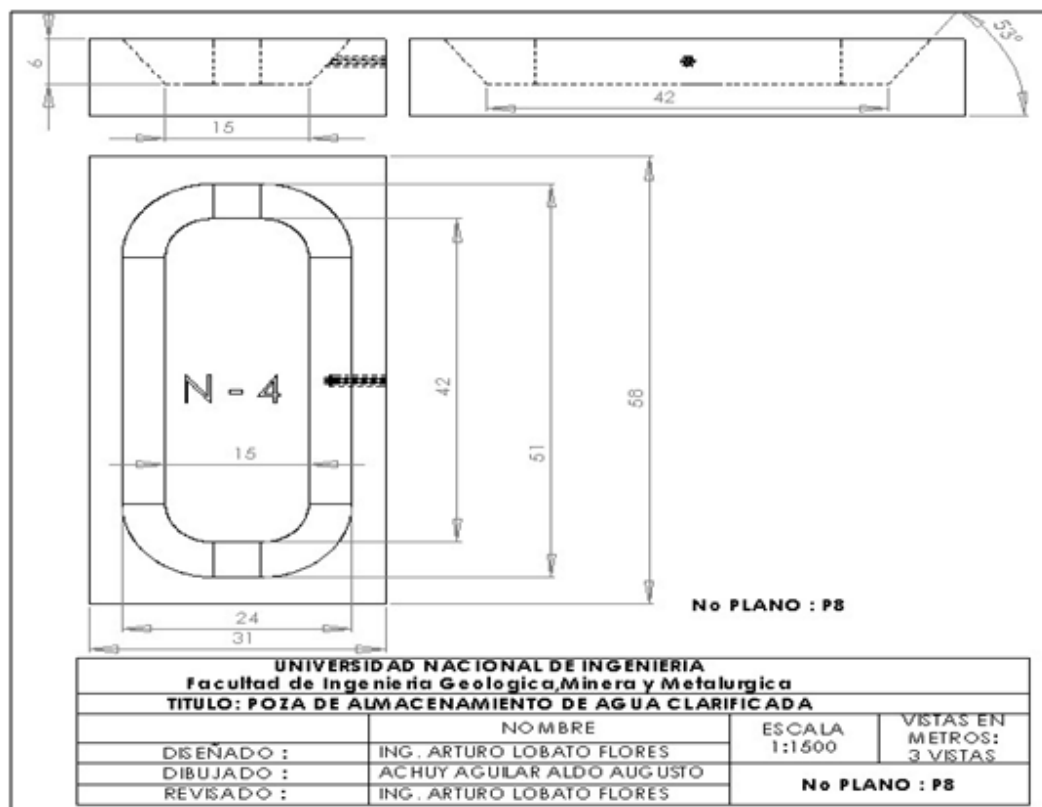 53°
6
15
42
N - 4
15
42
51
58
24
31
No PLANO : P8
UNIVERSIDAD NACIONAL DE INGENIERIA
Facultad de Ingenieria Geologica,Minera y Metalurgica
TITULO: POZA DE ALMACENAMIENTO DE AGUA CLARIFICADA
NOMBRE
ESCALA
1:1500
VISTAS EN
METROS:
3 VISTAS
DISEÑADO : ING. ARTURO LOBATO FLORES
DIBUJADO : ACHUY AGUILAR ALDO AUGUSTO
REVISADO : ING. ARTURO LOBATO FLORES
No PLANO : P8